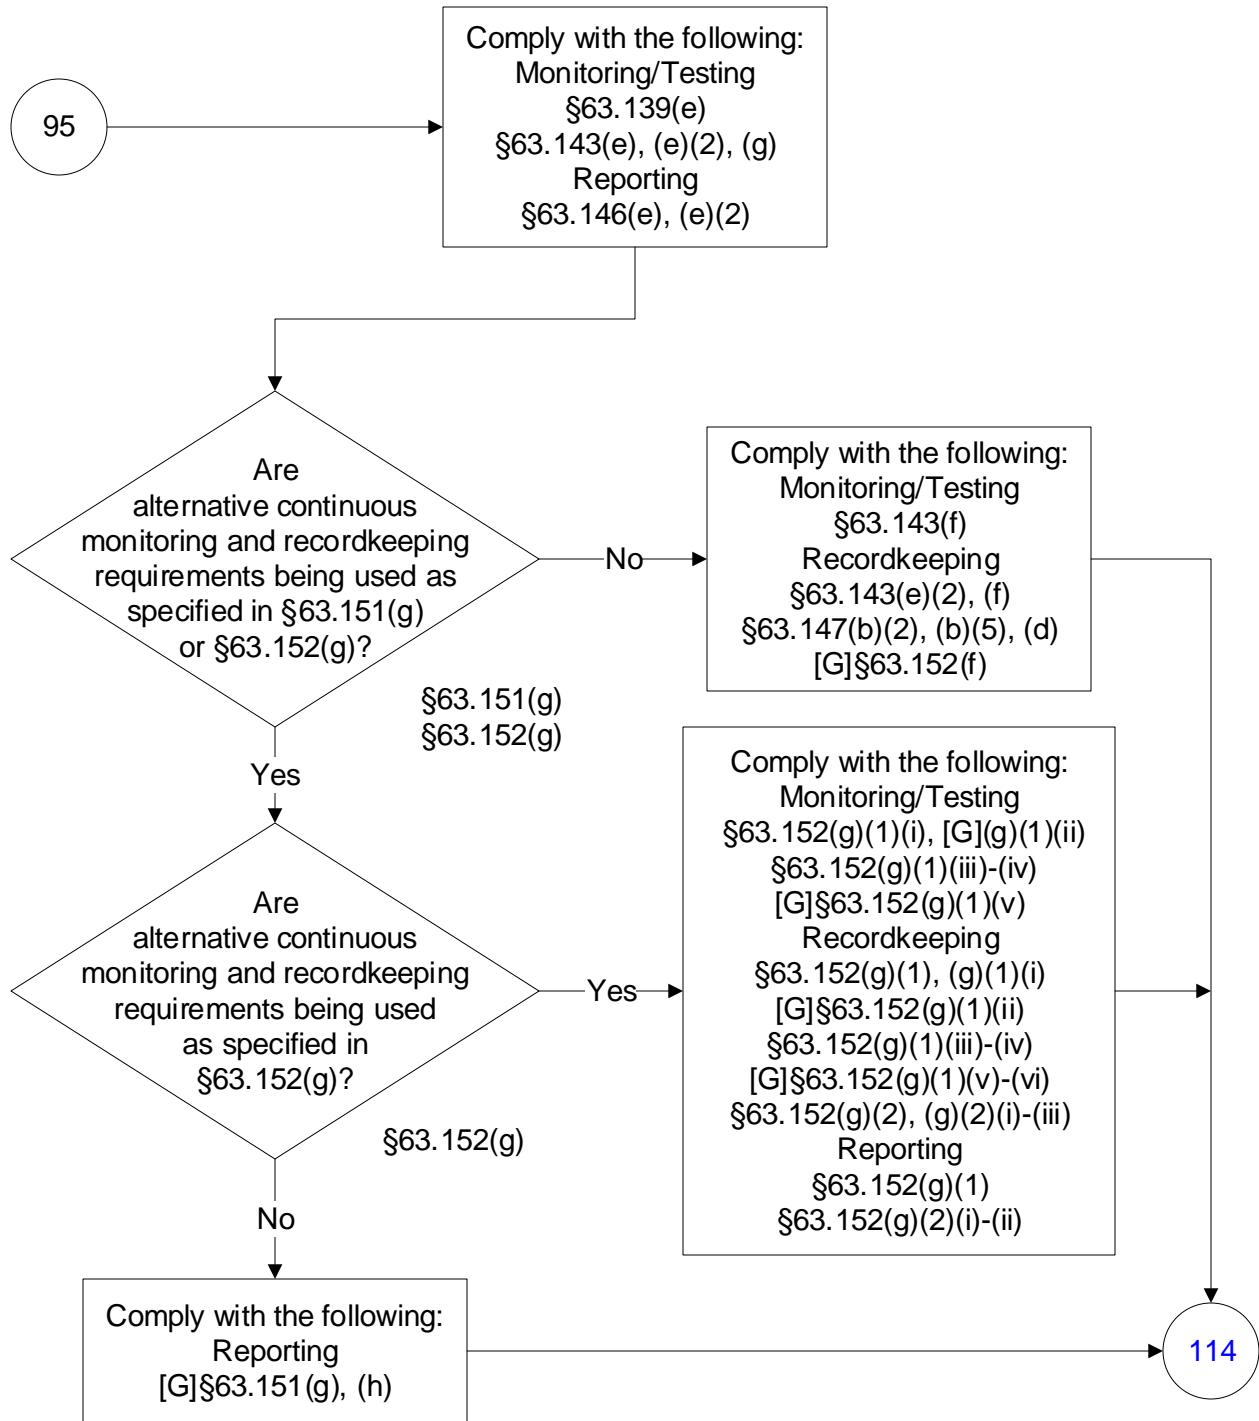 95
Comply with the following:
Monitoring/Testing
§63.139(e)
§63.143(e), (e)(2), (g)
Reporting
§63.146(e), (e)(2)
Are
alternative continuous
monitoring and recordkeeping
requirements being used as
specified in §63.151(g)
or §63.152(g)?
§63.151(g)
§63.152(g)
No
Comply with the following:
Monitoring/Testing
§63.143(f)
Recordkeeping
§63.143(e)(2), (f)
§63.147(b)(2), (b)(5), (d)
[G]§63.152(f)
Yes
Are
alternative continuous
monitoring and recordkeeping
requirements being used
as specified in
§63.152(g)?
§63.152(g)
Yes
Comply with the following:
Monitoring/Testing
§63.152(g)(1)(i), [G](g)(1)(ii)
§63.152(g)(1)(iii)-(iv)
[G]§63.152(g)(1)(v)
Recordkeeping
§63.152(g)(1), (g)(1)(i)
[G]§63.152(g)(1)(ii)
§63.152(g)(1)(iii)-(iv)
[G]§63.152(g)(1)(v)-(vi)
§63.152(g)(2), (g)(2)(i)-(iii)
Reporting
§63.152(g)(1)
§63.152(g)(2)(i)-(ii)
No
Comply with the following:
Reporting
[G]§63.151(g), (h)
114